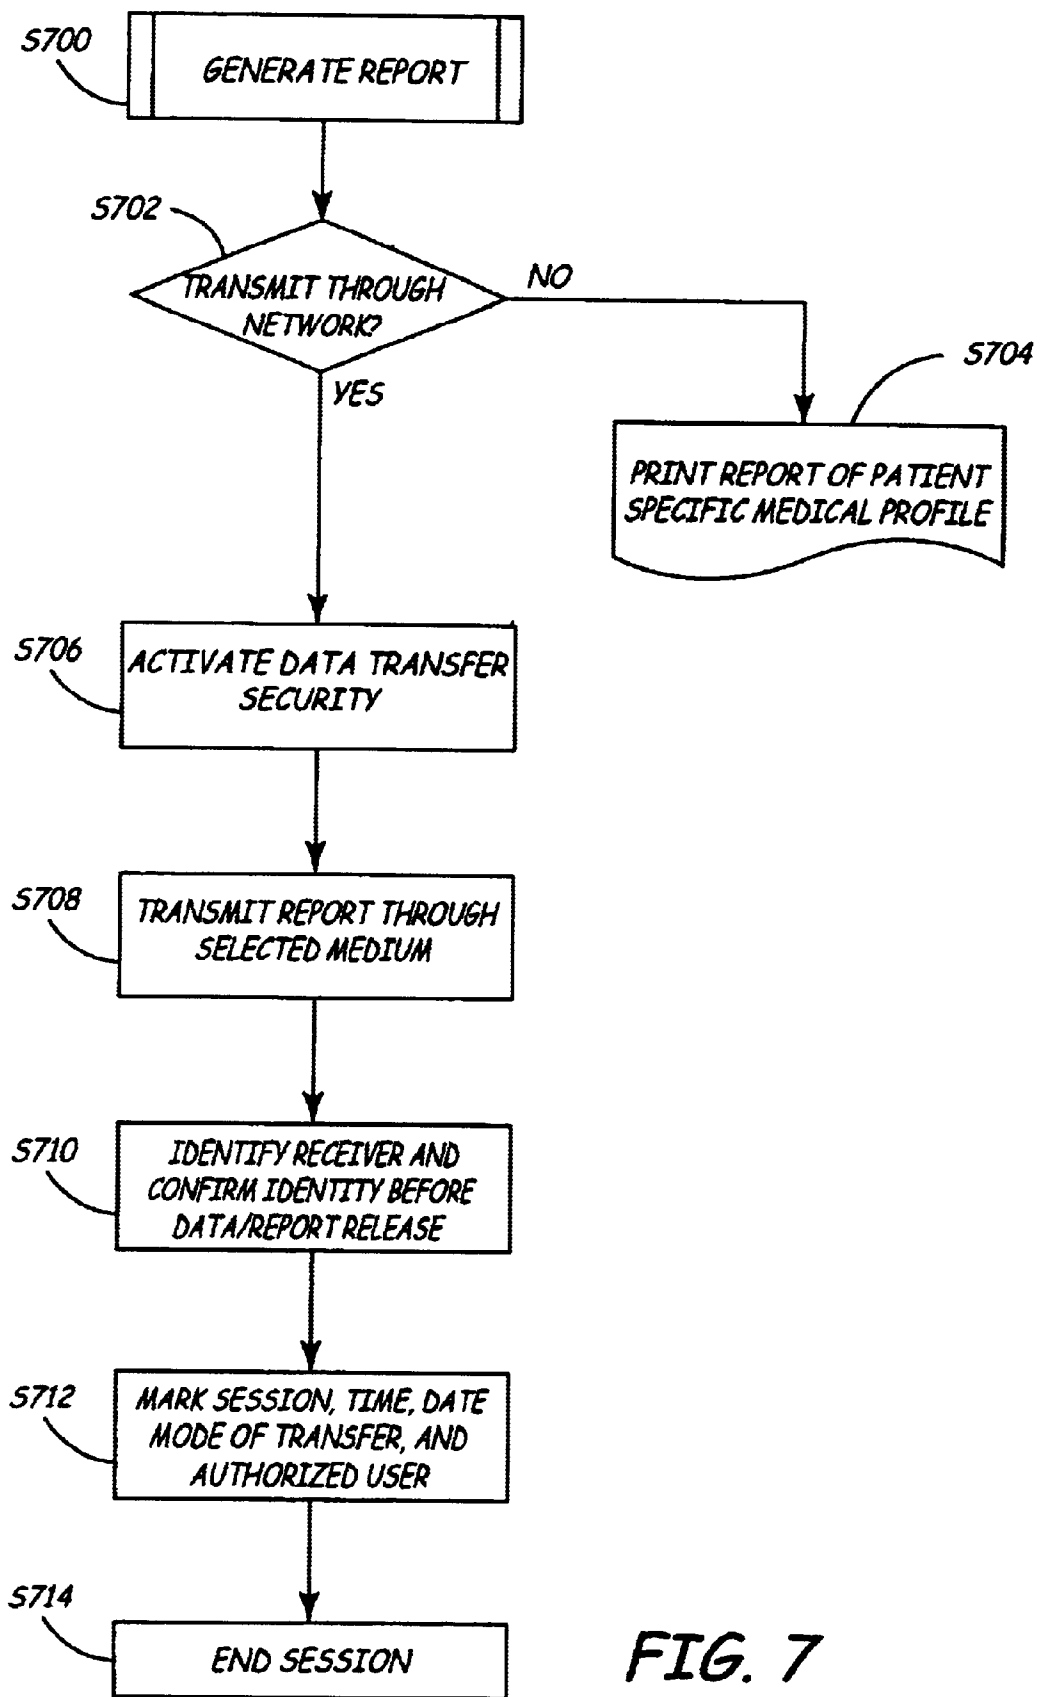 S700
GENERATE REPORT
S702
TRANSMIT THROUGH
NETWORK?
NO
YES
S704
PRINT REPORT OF PATIENT
SPECIFIC MEDICAL PROFILE
S706
ACTIVATE DATA TRANSFER
SECURITY
S708
TRANSMIT REPORT THROUGH
SELECTED MEDIUM
S710
IDENTIFY RECEIVER AND
CONFIRM IDENTITY BEFORE
DATA/REPORT RELEASE
S712
MARK SESSION, TIME, DATE
MODE OF TRANSFER, AND
AUTHORIZED USER
S714
END SESSION
FIG. 7